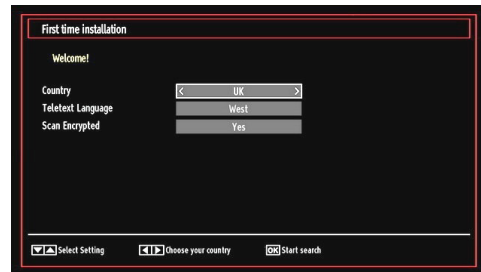 First time installation
Welcome!
Country < UK >
Teletext Language West
Scan Encrypted Yes
Select Setting Choose your country OK Start search